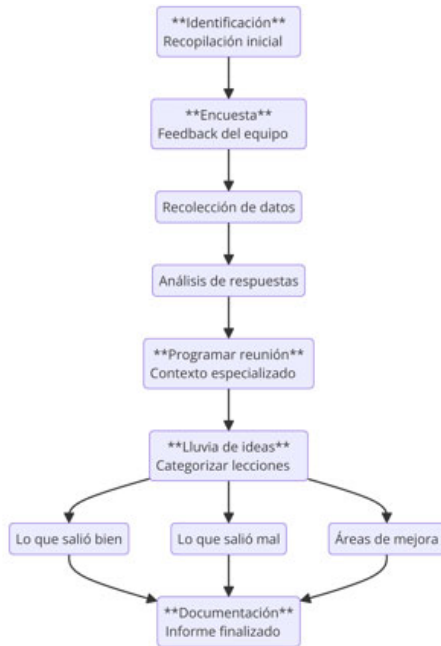 **Identificación**
Recopilación inicial
**Encuesta**
Feedback del equipo
Recolección de datos
Análisis de respuestas
**Programar reunión**
Contexto especializado
**Lluvia de ideas**
Categorizar lecciones
Lo que salió bien
Lo que salió mal
Áreas de mejora
**Documentación**
Informe finalizado